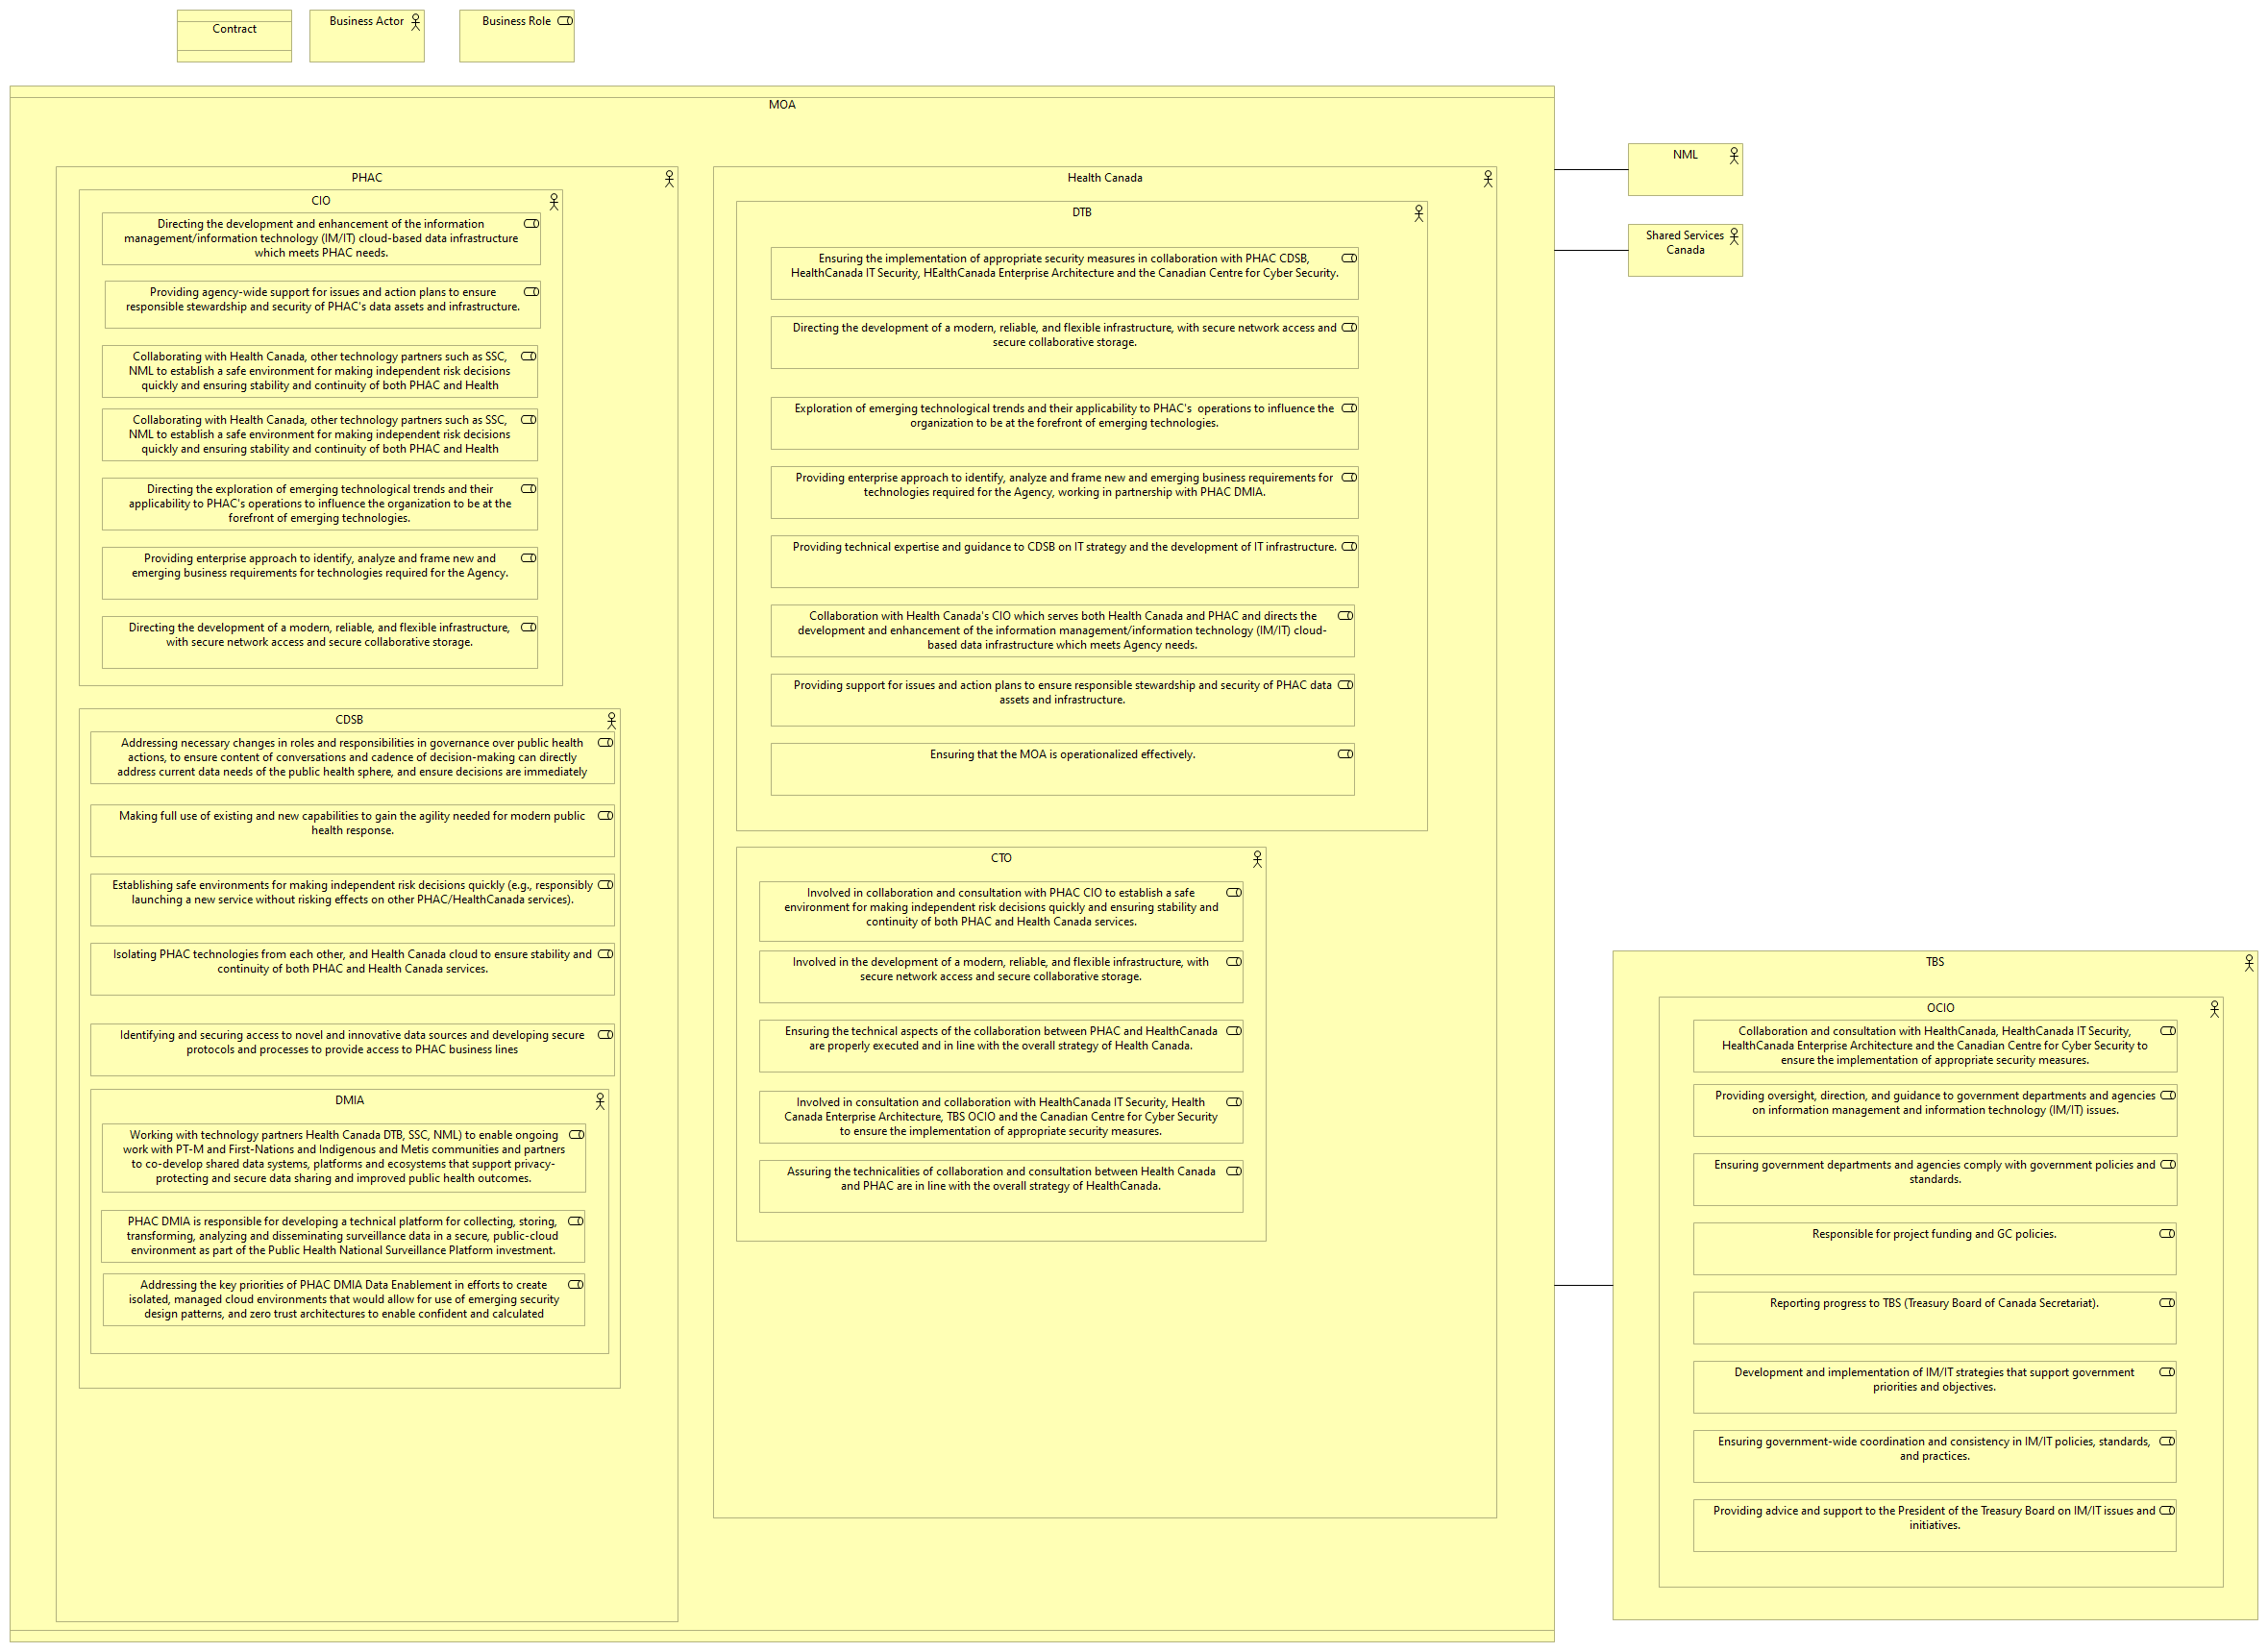 Contract
Business Actor
Business Role
MOA
PHAC
CIO
Directing the development and enhancement of the information
management/information technology (IM/IT) cloud-based data infrastructure
which meets PHAC needs.
Providing agency-wide support for issues and action plans to ensure
responsible stewardship and security of PHAC's data assets and infrastructure.
Collaborating with Health Canada, other technology partners such as SSC,
NML to establish a safe environment for making independent risk decisions
quickly and ensuring stability and continuity of both PHAC and Health
Collaborating with Health Canada, other technology partners such as SSC,
NML to establish a safe environment for making independent risk decisions
quickly and ensuring stability and continuity of both PHAC and Health
Directing the exploration of emerging technological trends and their
applicability to PHAC's operations to influence the organization to be at the
forefront of emerging technologies.
Providing enterprise approach to identify, analyze and frame new and
emerging business requirements for technologies required for the Agency.
Directing the development of a modern, reliable, and flexible infrastructure,
with secure network access and secure collaborative storage.
CDSB
Addressing necessary changes in roles and responsibilities in governance over public health
actions, to ensure content of conversations and cadence of decision-making can directly
address current data needs of the public health sphere, and ensure decisions are immediately
Making full use of existing and new capabilities to gain the agility needed for modern public
health response.
Establishing safe environments for making independent risk decisions quickly (e.g., responsibly
launching a new service without risking effects on other PHAC/HealthCanada services).
Isolating PHAC technologies from each other, and Health Canada cloud to ensure stability and
continuity of both PHAC and Health Canada services.
Identifying and securing access to novel and innovative data sources and developing secure
protocols and processes to provide access to PHAC business lines
DMIA
Working with technology partners Health Canada DTB, SSC, NML) to enable ongoing
work with PT-M and First-Nations and Indigenous and Metis communities and partners
to co-develop shared data systems, platforms and ecosystems that support privacy-
protecting and secure data sharing and improved public health outcomes.
PHAC DMIA is responsible for developing a technical platform for collecting, storing,
transforming, analyzing and disseminating surveillance data in a secure, public-cloud
environment as part of the Public Health National Surveillance Platform investment.
Addressing the key priorities of PHAC DMIA Data Enablement in efforts to create
isolated, managed cloud environments that would allow for use of emerging security
design patterns, and zero trust architectures to enable confident and calculated
Health Canada
DTB
Ensuring the implementation of appropriate security measures in collaboration with PHAC CDSB,
HealthCanada IT Security, HEalthCanada Enterprise Architecture and the Canadian Centre for Cyber Security.
Directing the development of a modern, reliable, and flexible infrastructure, with secure network access and
secure collaborative storage.
Exploration of emerging technological trends and their applicability to PHAC's operations to influence the
organization to be at the forefront of emerging technologies.
Providing enterprise approach to identify, analyze and frame new and emerging business requirements for
technologies required for the Agency, working in partnership with PHAC DMIA.
Providing technical expertise and guidance to CDSB on IT strategy and the development of IT infrastructure.
Collaboration with Health Canada's CIO which serves both Health Canada and PHAC and directs the
development and enhancement of the information management/information technology (IM/IT) cloud-
based data infrastructure which meets Agency needs.
Providing support for issues and action plans to ensure responsible stewardship and security of PHAC data
assets and infrastructure.
Ensuring that the MOA is operationalized effectively.
CTO
Involved in collaboration and consultation with PHAC CIO to establish a safe
environment for making independent risk decisions quickly and ensuring stability and
continuity of both PHAC and Health Canada services.
Involved in the development of a modern, reliable, and flexible infrastructure, with
secure network access and secure collaborative storage.
Ensuring the technical aspects of the collaboration between PHAC and HealthCanada
are properly executed and in line with the overall strategy of Health Canada.
Involved in consultation and collaboration with HealthCanada IT Security, Health
Canada Enterprise Architecture, TBS OCIO and the Canadian Centre for Cyber Security
to ensure the implementation of appropriate security measures.
Assuring the technicalities of collaboration and consultation between Health Canada
and PHAC are in line with the overall strategy of HealthCanada.
NML
Shared Services
Canada
TBS
OCIO
Collaboration and consultation with HealthCanada, HealthCanada IT Security,
HealthCanada Enterprise Architecture and the Canadian Centre for Cyber Security to
ensure the implementation of appropriate security measures.
Providing oversight, direction, and guidance to government departments and agencies
on information management and information technology (IM/IT) issues.
Ensuring government departments and agencies comply with government policies and
standards.
Responsible for project funding and GC policies.
Reporting progress to TBS (Treasury Board of Canada Secretariat).
Development and implementation of IM/IT strategies that support government
priorities and objectives.
Ensuring government-wide coordination and consistency in IM/IT policies, standards,
and practices.
Providing advice and support to the President of the Treasury Board on IM/IT issues and
initiatives.